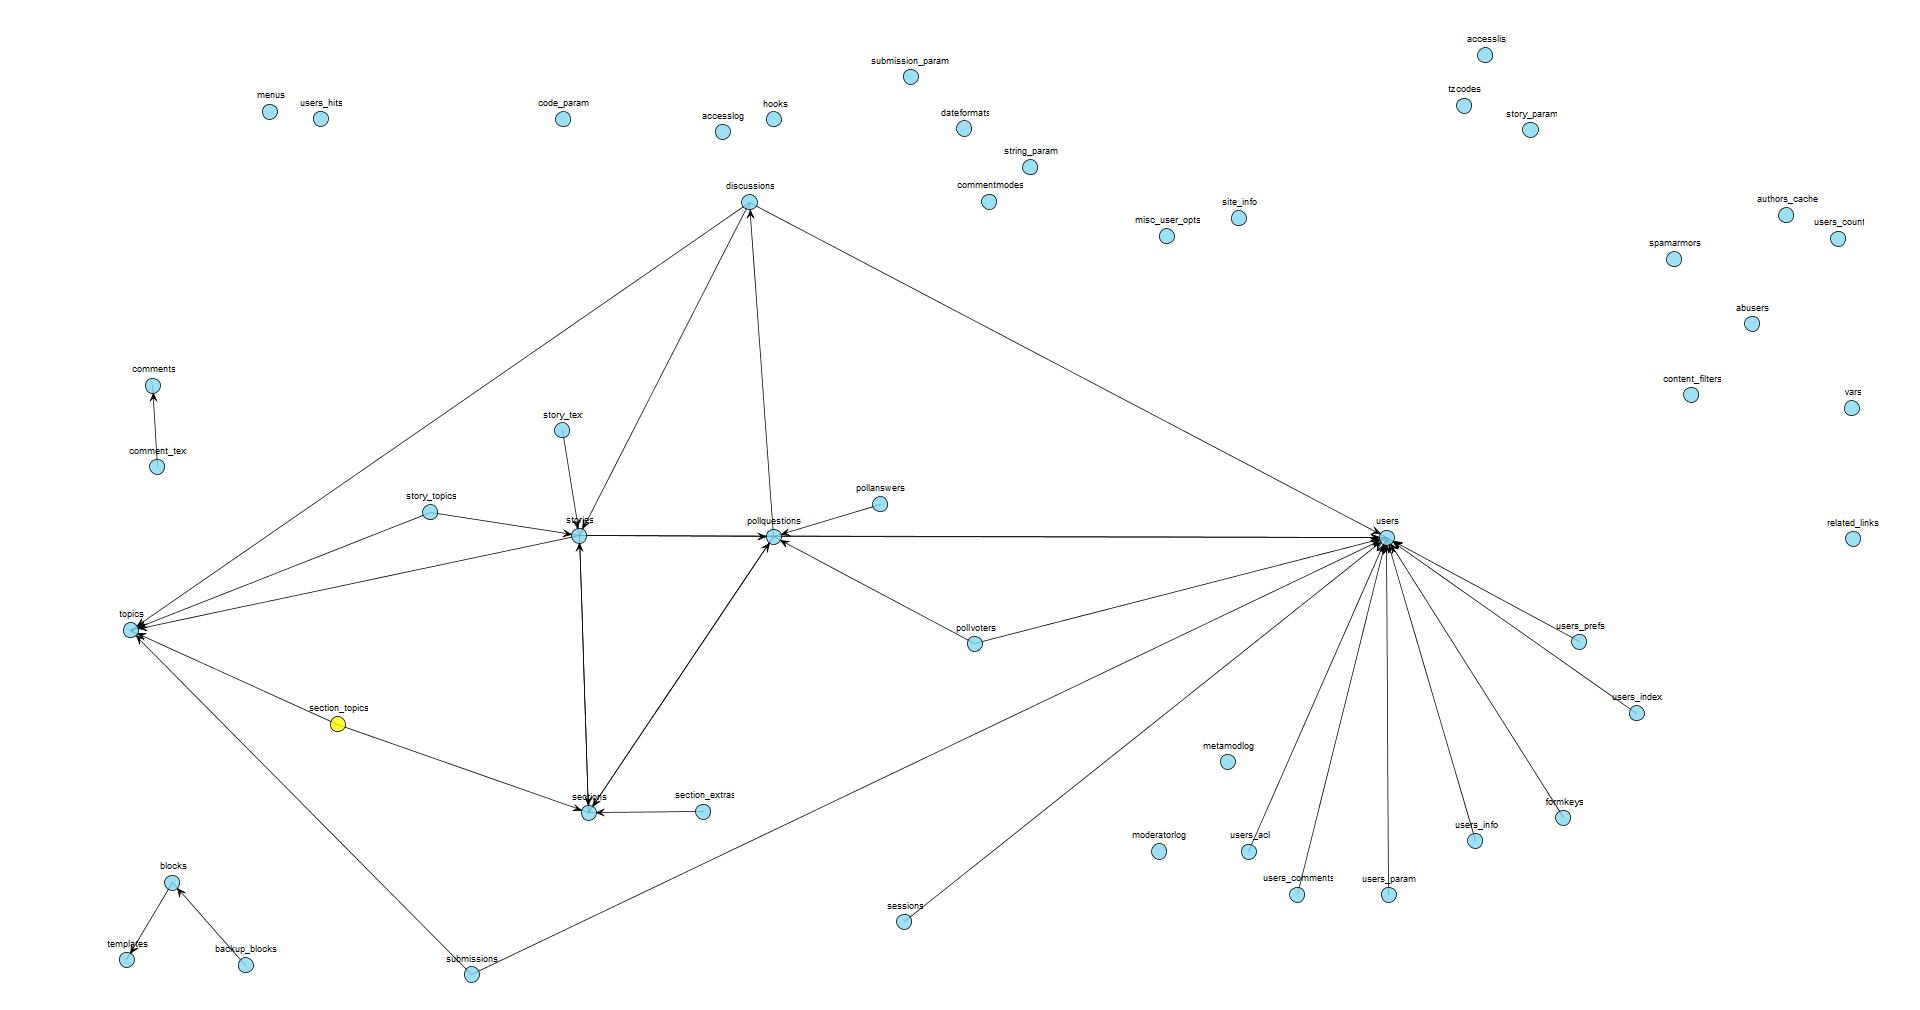 accesslis
submission_param
tzcodes
menus
users_hits
code_param
hooks
accesslog
dateformats
story_param
string_param
discussions
commentmodes
authors_cache
site_info
misc_user_opts
users_count
spamarmors
abusers
comments
content_filters
vars
story_tex
comment_tex
pollanswers
story_topics
stories
pollquestions
users
related_links
topics
pollvoters
users_prefs
users_index
section_topics
metamodlog
sections
section_extras
formkeys
users_info
moderatorlog
users_acl
blocks
users_comments
users_param
sessions
templates
backup_blocks
submissions